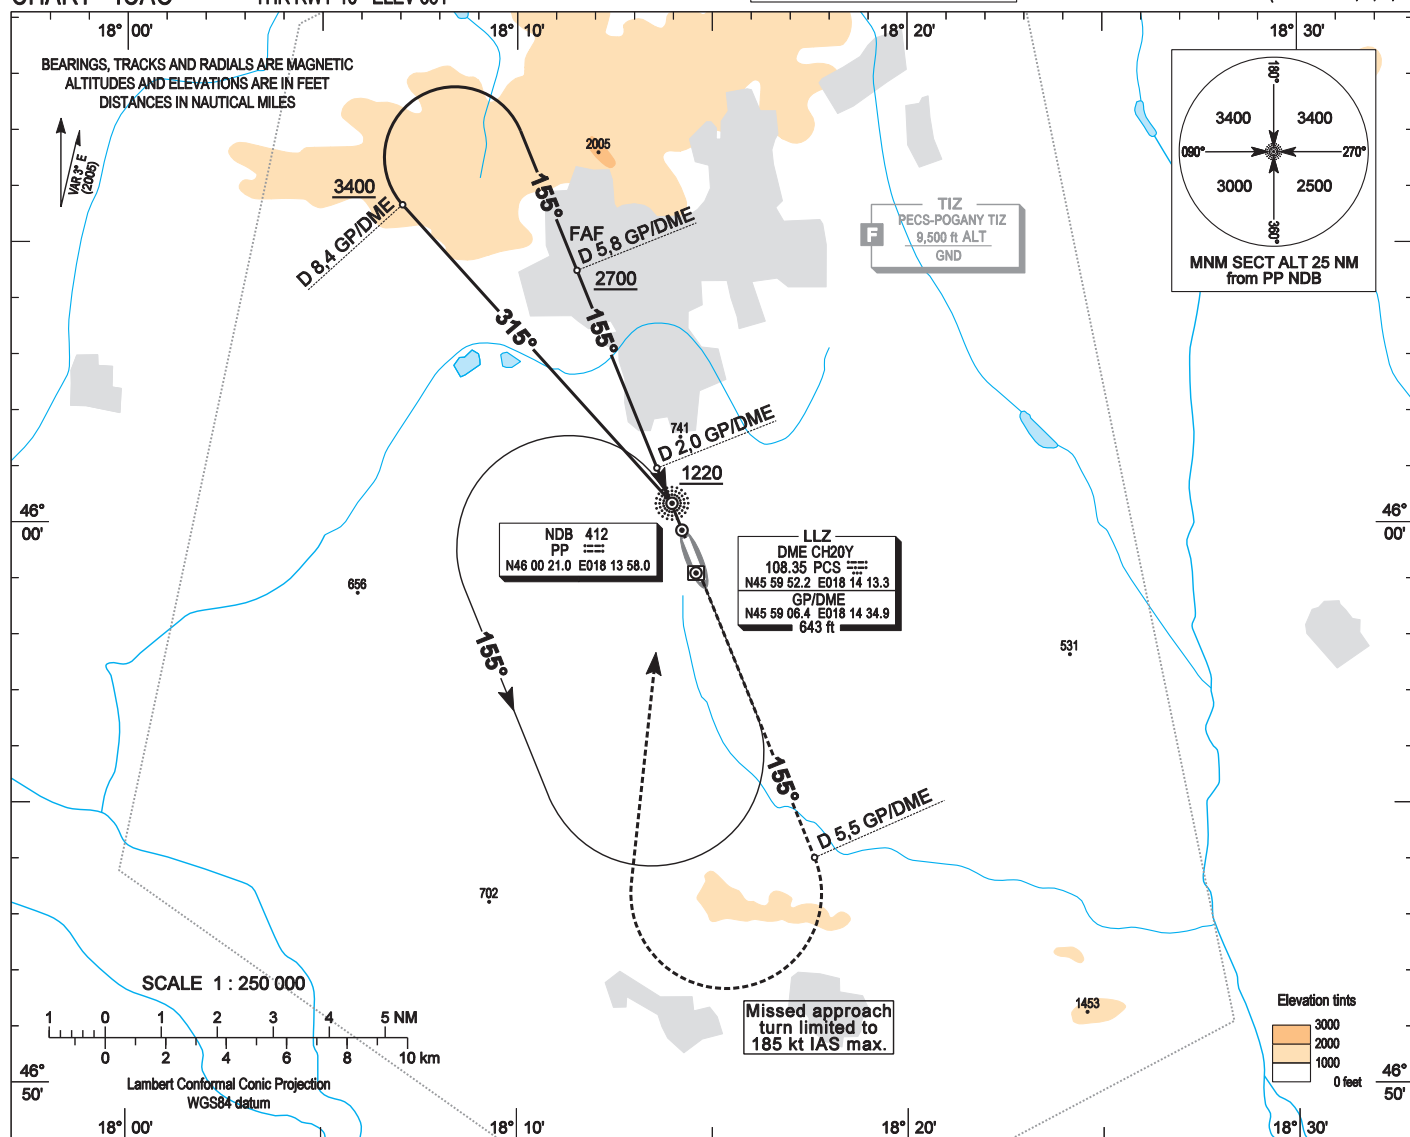 18° 00'
18° 10'
18° 20'
18° 30'
BEARINGS, TRACKS AND RADIALS ARE MAGNETIC
ALTITUDES AND ELEVATIONS ARE IN FEET
DISTANCES IN NAUTICAL MILES
VAR 3° E
(2005)
180°
3400 3400
090° 270°
3000 2500
360°
MNM SECT ALT 25 NM
from PP NDB
2005
3400
D 8,4 GP/DME
155°
FAF
D 5,8 GP/DME
2700
TIZ
PECS-POGANY TIZ
F
9,500 ft ALT
GND
315°
155°
741
D 2,0 GP/DME
1220
46°
00'
46°
00'
NDB 412
PP
N46 00 21.0 E018 13 58.0
LLZ
DME CH20Y
108.35 PCS
N45 59 52.2 E018 14 13.3
GP/DME
N45 59 06.4 E018 14 34.9
643 ft
656
531
155°
155°
D 5,5 GP/DME
702
SCALE 1 : 250 000
1 0 1 2 3 4 5 NM
0 2 4 6 8 10 km
Lambert Conformal Conic Projection
WGS84 datum
Missed approach
turn limited to
185 kt IAS max.
1453
Elevation tints
3000
2000
1000
0 feet
46°
50'
46°
50'
18° 00'
18° 10'
18° 20'
18° 30'